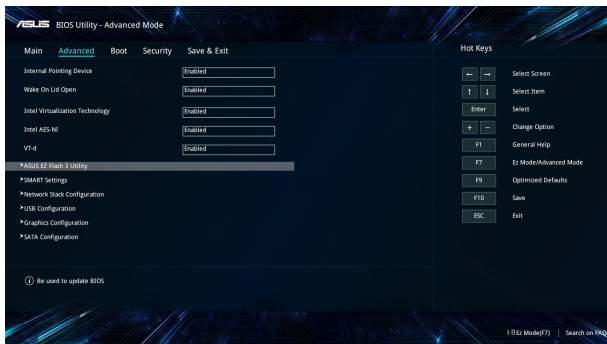 ASUS BIOS Utility - Advanced Mode
Main Advanced Boot Security Save & Exit
Internal Pointing Device Enabled
Wake On Lid Open Enabled
Intel Virtualization Technology Enabled
Intel AES-NI Enabled
VT-d Enabled
ASUS EZ Flash 3 Utility
SMART Settings
Network Stack Configuration
USB Configuration
Graphics Configuration
SATA Configuration
Be used to update BIOS
Hot Keys
← → Select Screen
↑ ↓ Select Item
Enter Select
+ − Change Option
F1 General Help
F7 Ez Mode/Advanced Mode
F9 Optimized Defaults
F10 Save
ESC Exit
Ez Mode(F7) | Search on FAQ